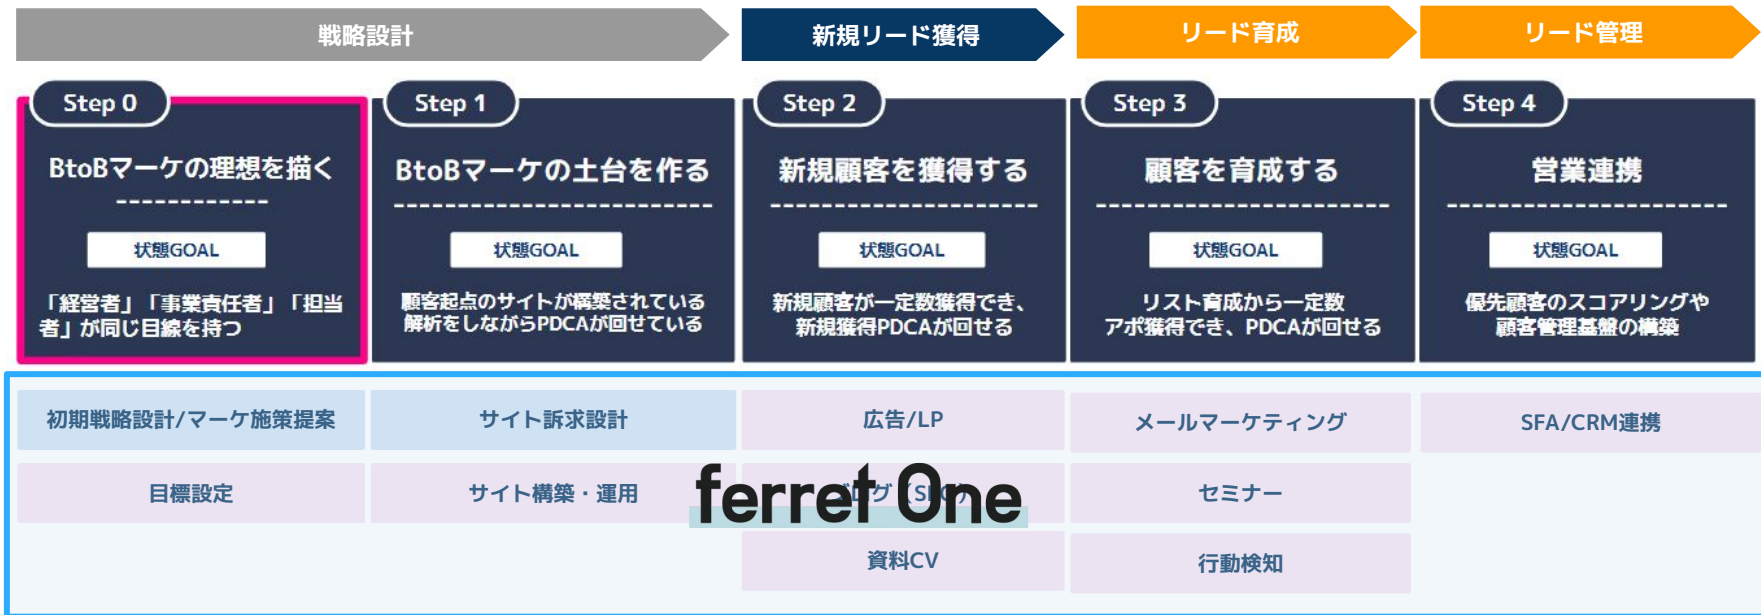 戦略設計
新規リード獲得
リード育成
リード管理
Step 0
BtoBマーケの理想を描く
状態GOAL
「経営者」「事業責任者」「担当
者」が同じ目線を持つ
Step 1
BtoBマーケの土台を作る
状態GOAL
顧客起点のサイトが構築されている
解析をしながらPDCAが回せている
Step 2
新規顧客を獲得する
状態GOAL
新規顧客が一定数獲得でき、
新規獲得PDCAが回せる
Step 3
顧客を育成する
状態GOAL
リスト育成から一定数
アポ獲得でき、PDCAが回せる
Step 4
営業連携
状態GOAL
優先顧客のスコアリングや
顧客管理基盤の構築
初期戦略設計/マーケ施策提案
サイト訴求設計
広告/LP
メールマーケティング
SFA/CRM連携
目標設定
サイト構築・運用
ferret One
セミナー
資料CV
行動検知